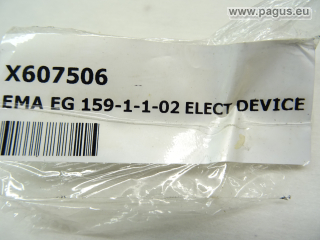 www.pagus.eu
X607506
EMA EG 159-1-1-02 ELECT DEVICE